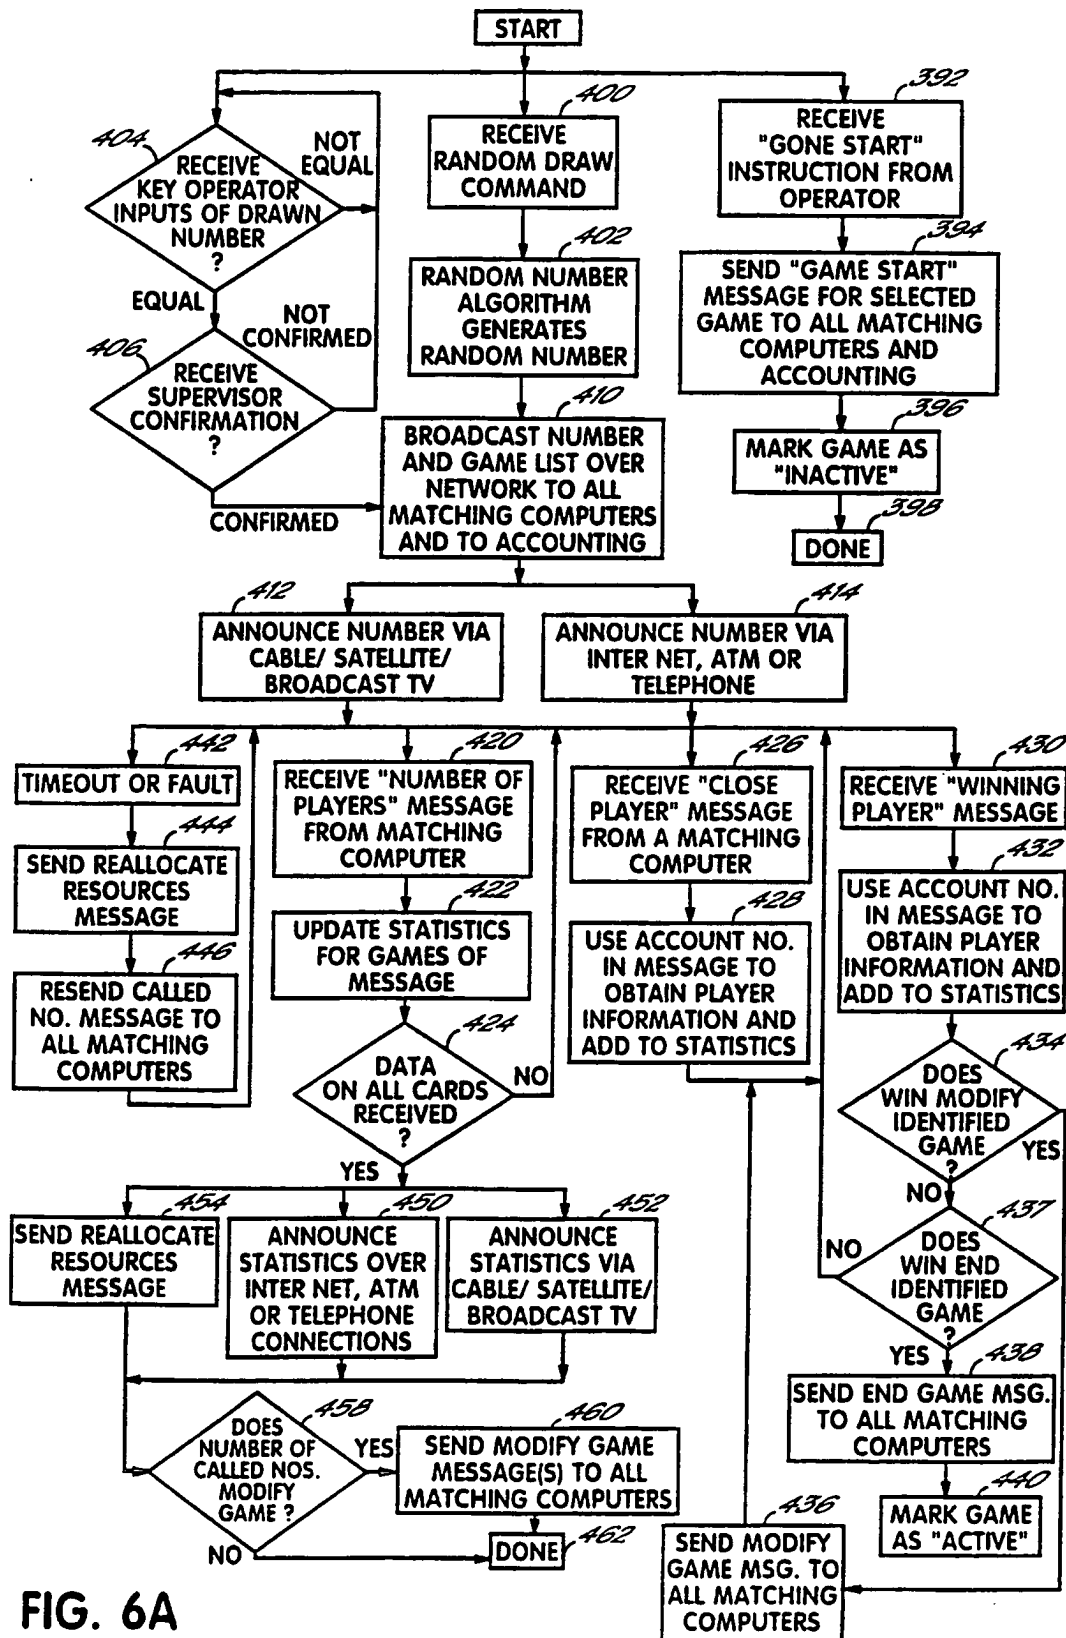 START
400
RECEIVE
RANDOM DRAW
COMMAND
392
RECEIVE
"GONE START"
INSTRUCTION FROM
OPERATOR
404
RECEIVE
KEY OPERATOR
INPUTS OF DRAWN
NUMBER
?
NOT
EQUAL
EQUAL
402
RANDOM NUMBER
ALGORITHM
GENERATES
RANDOM NUMBER
394
SEND "GAME START"
MESSAGE FOR SELECTED
GAME TO ALL MATCHING
COMPUTERS AND
ACCOUNTING
NOT
CONFIRMED
406
RECEIVE
SUPERVISOR
CONFIRMATION
?
CONFIRMED
410
BROADCAST NUMBER
AND GAME LIST OVER
NETWORK TO ALL
MATCHING COMPUTERS
AND TO ACCOUNTING
396
MARK GAME AS
"INACTIVE"
398
DONE
412
ANNOUNCE NUMBER VIA
CABLE/ SATELLITE/
BROADCAST TV
414
ANNOUNCE NUMBER VIA
INTER NET, ATM OR
TELEPHONE
442
TIMEOUT OR FAULT
444
SEND REALLOCATE
RESOURCES
MESSAGE
446
RESEND CALLED
NO. MESSAGE TO
ALL MATCHING
COMPUTERS
420
RECEIVE "NUMBER OF
PLAYERS" MESSAGE
FROM MATCHING
COMPUTER
422
UPDATE STATISTICS
FOR GAMES OF
MESSAGE
424
DATA
ON ALL CARDS
RECEIVED
?
NO
YES
426
RECEIVE "CLOSE
PLAYER" MESSAGE
FROM A MATCHING
COMPUTER
428
USE ACCOUNT NO.
IN MESSAGE TO
OBTAIN PLAYER
INFORMATION AND
ADD TO STATISTICS
430
RECEIVE "WINNING
PLAYER" MESSAGE
432
USE ACCOUNT NO.
IN MESSAGE TO
OBTAIN PLAYER
INFORMATION AND
ADD TO STATISTICS
434
DOES
WIN MODIFY
IDENTIFIED
GAME
?
YES
NO
437
DOES
WIN END
IDENTIFIED
GAME
?
NO
YES
438
SEND END GAME MSG.
TO ALL MATCHING
COMPUTERS
440
MARK GAME
AS "ACTIVE"
454
SEND REALLOCATE
RESOURCES
MESSAGE
450
ANNOUNCE
STATISTICS OVER
INTER NET, ATM
OR TELEPHONE
CONNECTIONS
452
ANNOUNCE
STATISTICS VIA
CABLE/ SATELLITE/
BROADCAST TV
458
DOES
NUMBER OF
CALLED NOS.
MODIFY
GAME ?
YES
NO
460
SEND MODIFY GAME
MESSAGE(S) TO ALL
MATCHING COMPUTERS
DONE
462
436
SEND MODIFY
GAME MSG. TO
ALL MATCHING
COMPUTERS
FIG. 6A